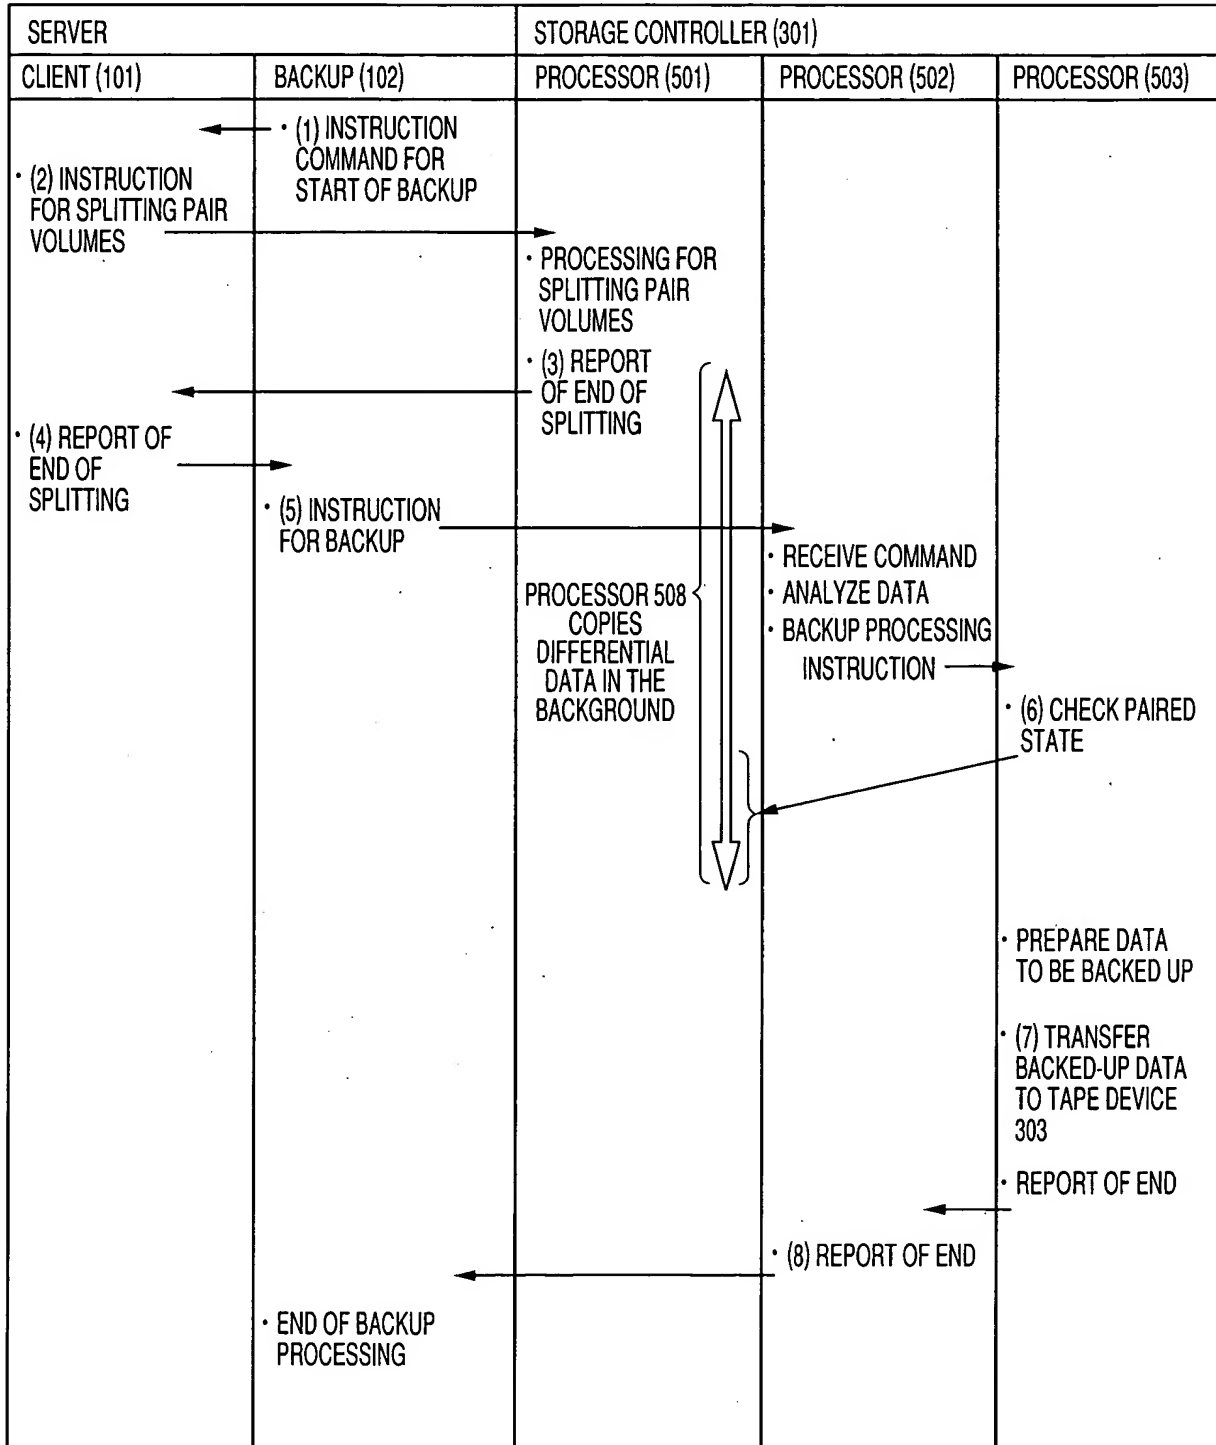 SERVER
STORAGE CONTROLLER (301)
CLIENT (101)
BACKUP (102)
PROCESSOR (501)
PROCESSOR (502)
PROCESSOR (503)
· (1) INSTRUCTION
COMMAND FOR
START OF BACKUP
· (2) INSTRUCTION
FOR SPLITTING PAIR
VOLUMES
· PROCESSING FOR
SPLITTING PAIR
VOLUMES
· (3) REPORT
OF END OF
SPLITTING
· (4) REPORT OF
END OF
SPLITTING
· (5) INSTRUCTION
FOR BACKUP
· RECEIVE COMMAND
· ANALYZE DATA
· BACKUP PROCESSING
INSTRUCTION
PROCESSOR 508
COPIES
DIFFERENTIAL
DATA IN THE
BACKGROUND
· (6) CHECK PAIRED
STATE
· PREPARE DATA
TO BE BACKED UP
· (7) TRANSFER
BACKED-UP DATA
TO TAPE DEVICE
303
· REPORT OF END
· (8) REPORT OF END
· END OF BACKUP
PROCESSING